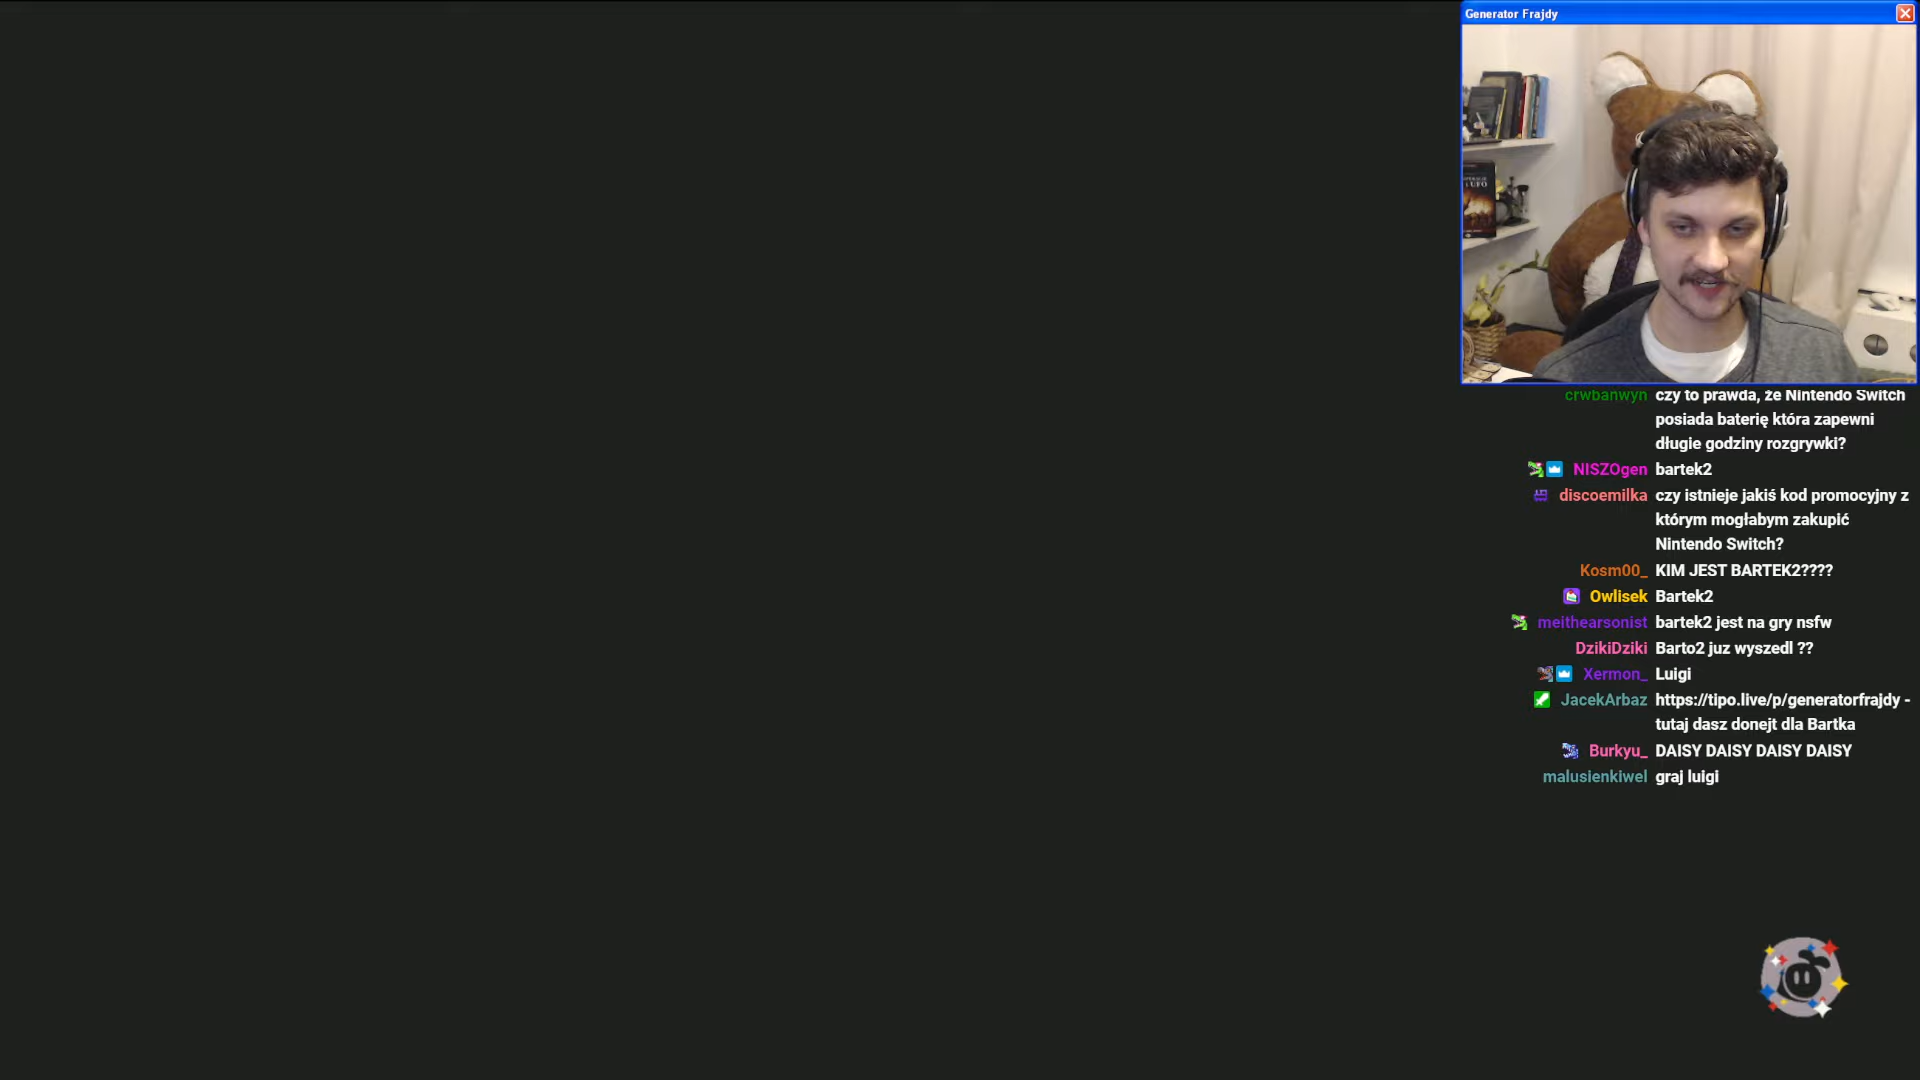 Generator Frajdy
UFO
crwbanwyn czy to prawda, że Nintendo Switch
posiada baterię która zapewni
długie godziny rozgrywki?
NISZOgen bartek2
discoemilka czy istnieje jakiś kod promocyjny z
którym mogłabym zakupić
Nintendo Switch?
Kosm00_ KIM JEST BARTEK2????
Owlisek Bartek2
meithearsonist bartek2 jest na gry nsfw
DzikiDziki Barto2 juz wyszedl ??
Xermon_ Luigi
JacekArbaz https://tipo.live/p/generatorfrajdy -
tutaj dasz donejt dla Bartka
Burkyu_ DAISY DAISY DAISY DAISY
malusienkiwel graj luigi